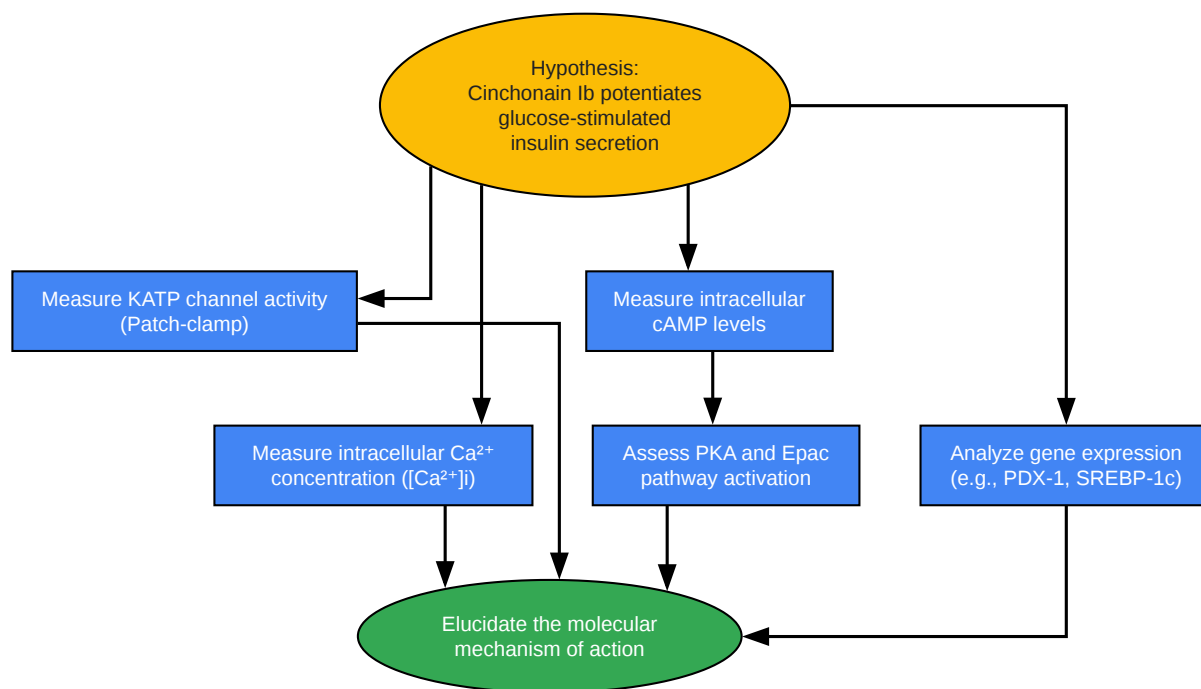 Hypothesis:
Cinchonain Ib potentiates
glucose-stimulated
insulin secretion
Measure KATP channel activity
(Patch-clamp)
Measure intracellular
cAMP levels
Measure intracellular Ca²⁺
concentration ([Ca²⁺]i)
Assess PKA and Epac
pathway activation
Analyze gene expression
(e.g., PDX-1, SREBP-1c)
Elucidate the molecular
mechanism of action